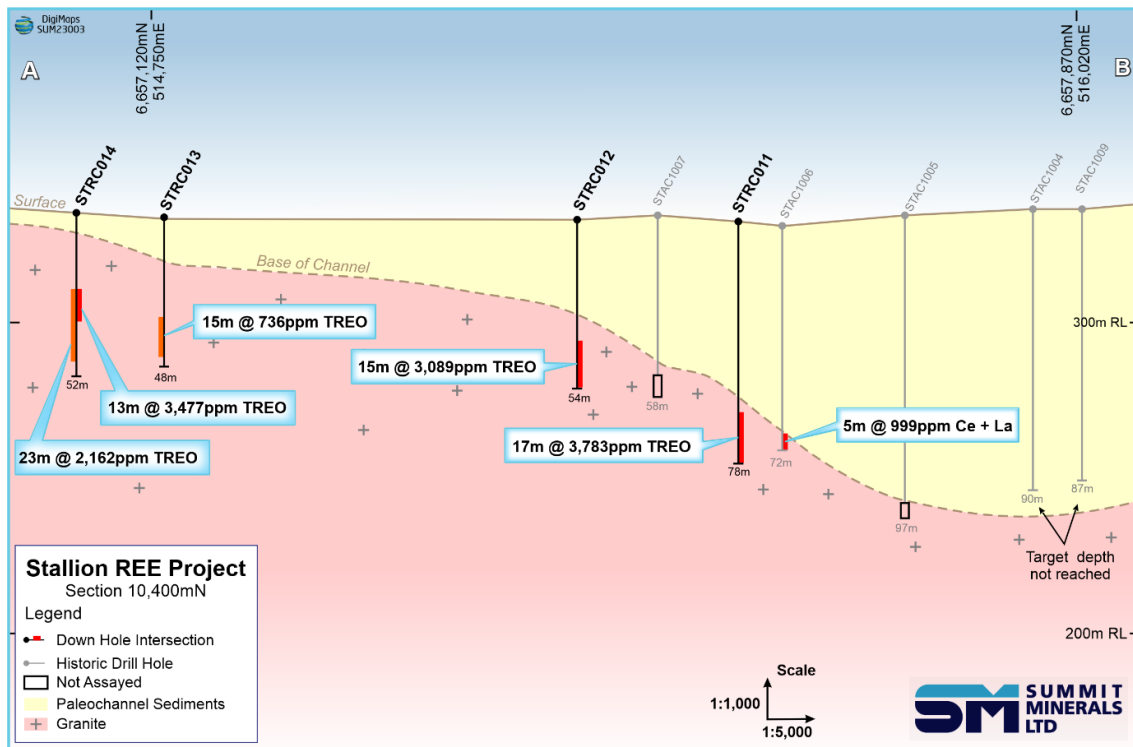 DigiMaps
SUM23003
A
6,657,120mN
514,750mE
6,657,870mN
516,020mE
B
STRC014
STRC013
STRC012
STAC1007
STRC011
STAC1006
STAC1005
STAC1004
STAC1009
Surface
Base of Channel
300m RL
15m @ 736ppm TREO
15m @ 3,089ppm TREO
52m
48m
54m
58m
13m @ 3,477ppm TREO
5m @ 999ppm Ce + La
23m @ 2,162ppm TREO
17m @ 3,783ppm TREO
78m
72m
97m
90m
87m
Target depth
not reached
Stallion REE Project
Section 10,400mN
Legend
Down Hole Intersection
Historic Drill Hole
Not Assayed
Paleochannel Sediments
Granite
200m RL
Scale
1:1,000
1:5,000
SM
SUMMIT
MINERALS
LTD